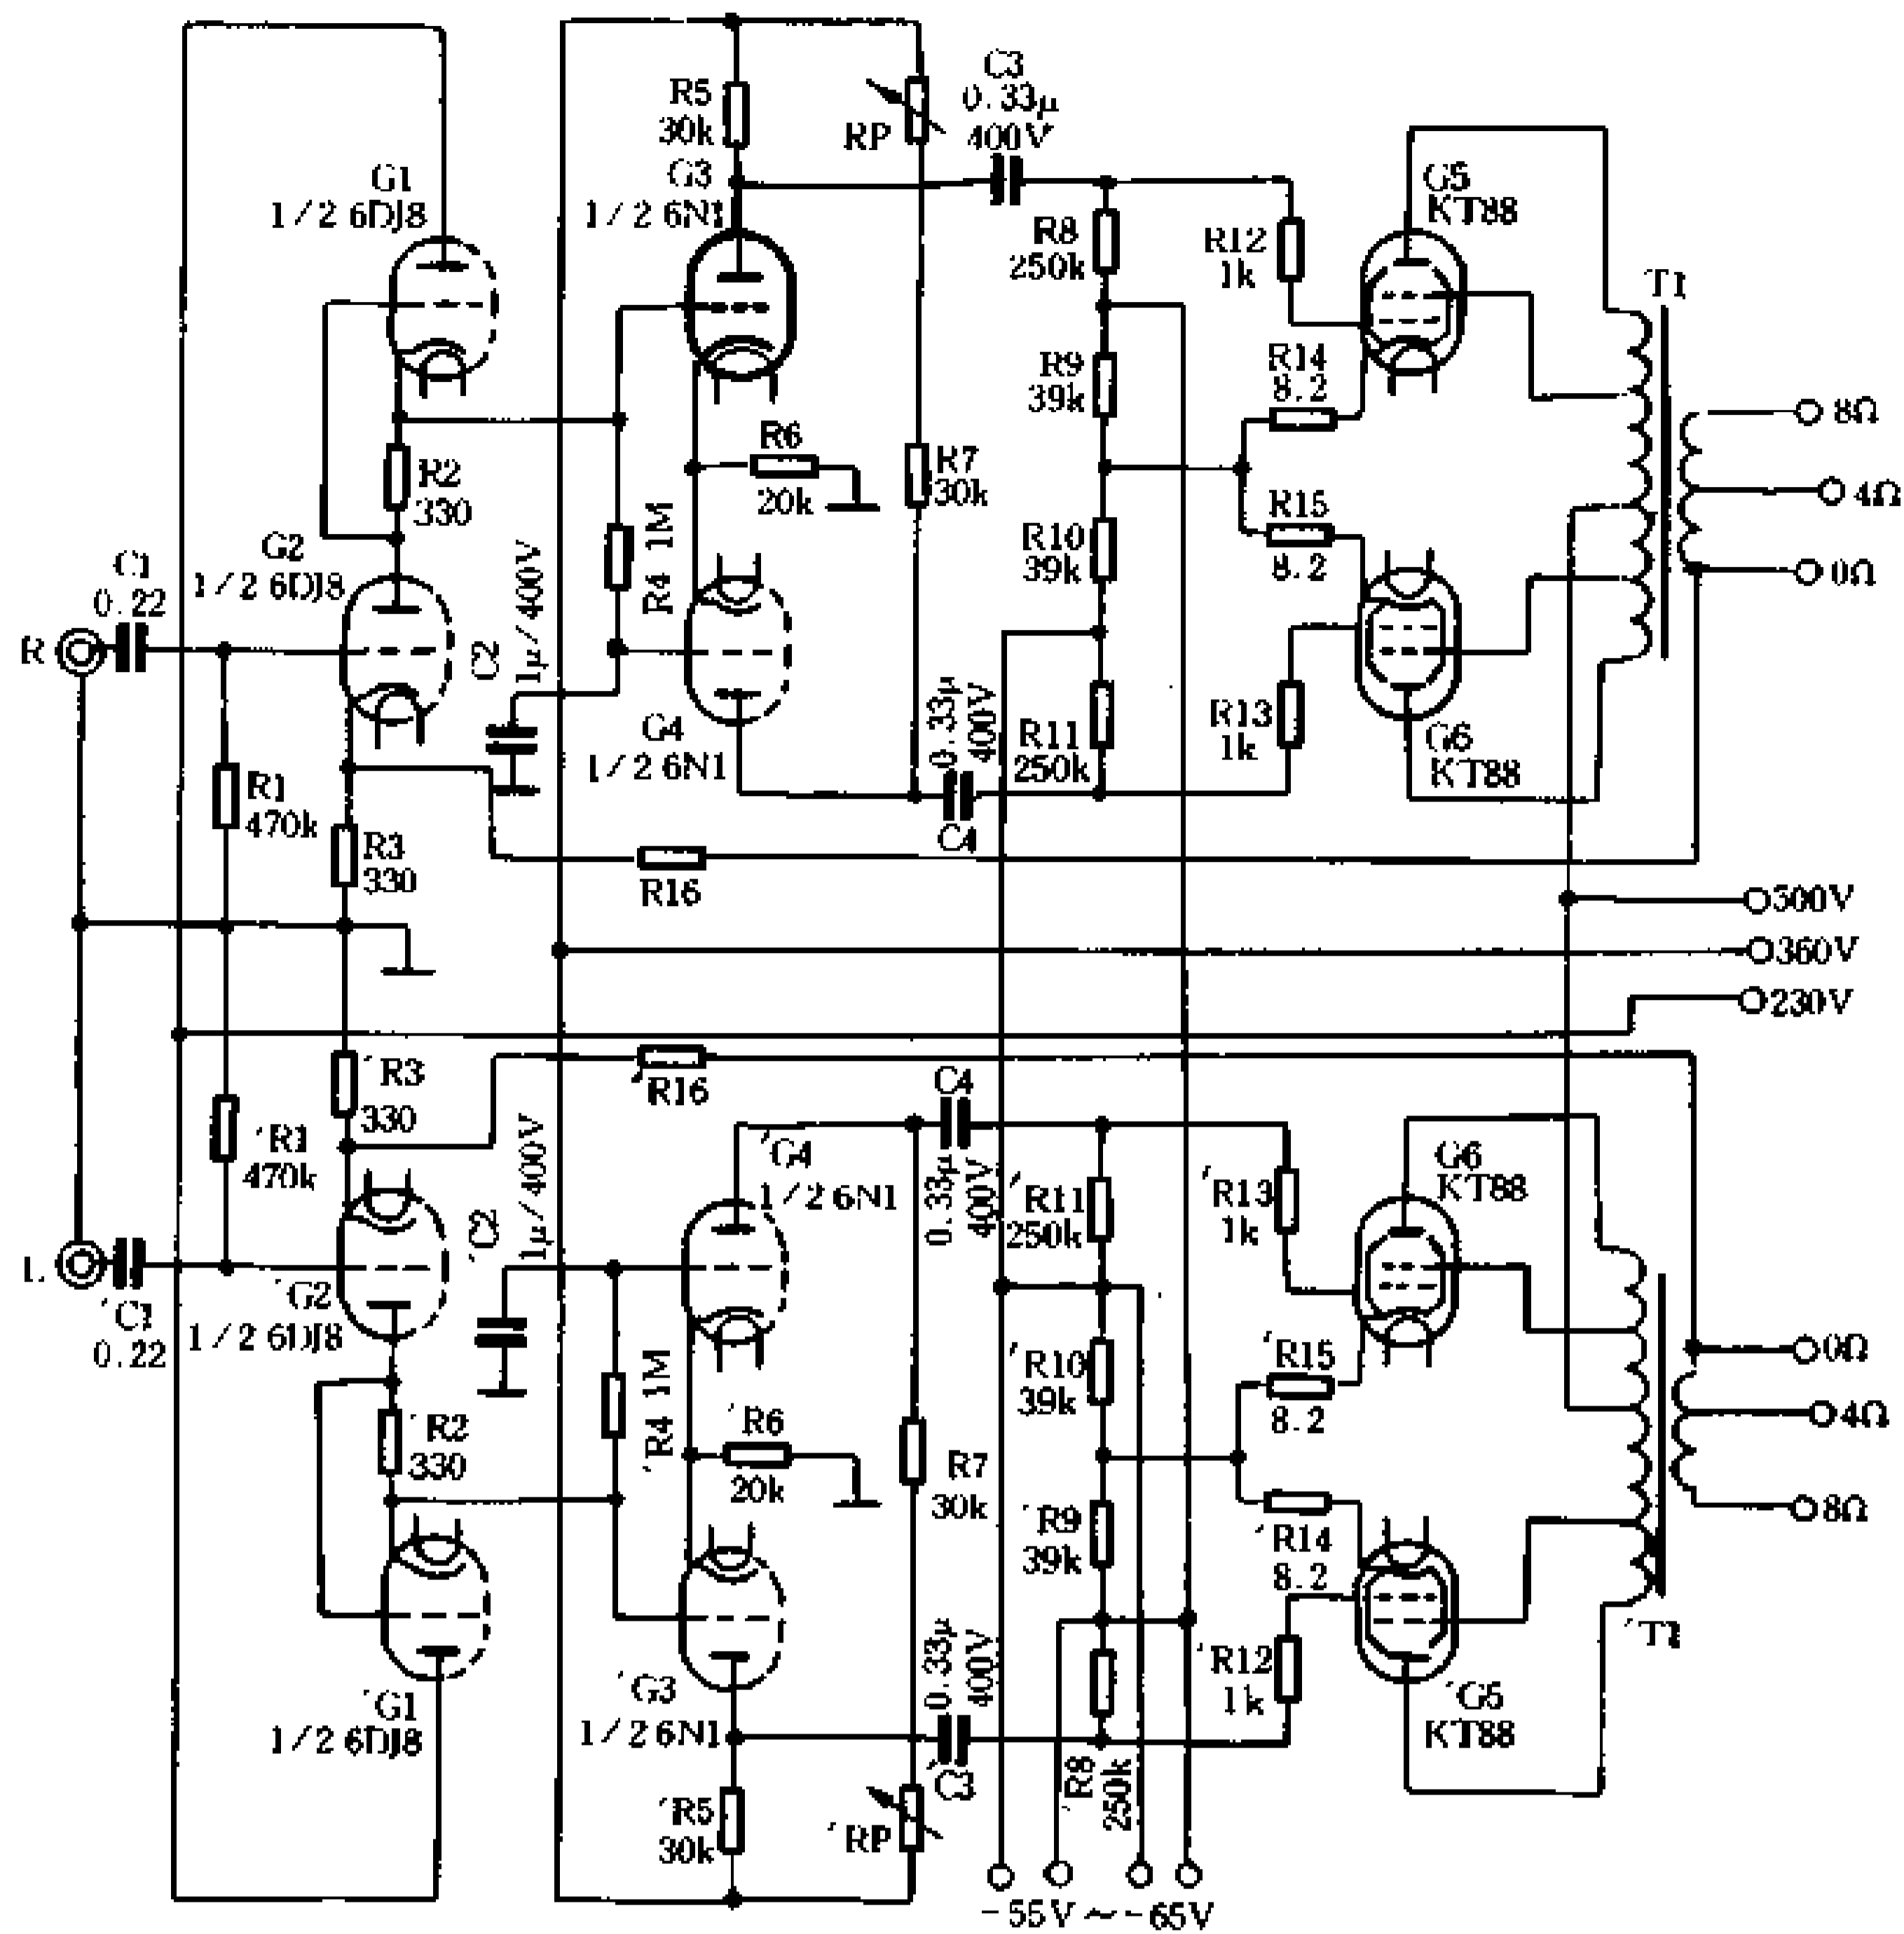 C3
0.33μ
400V
R5
30k
RP
G3
1/2 6N1
G1
1/2 6DJ8
G5
KT88
R8
250k
R12
1k
T1
R9
39k
R14
8.2
8Ω
R2
330
R6
20k
R7
30k
4Ω
R15
8.2
G2
1/2 6DJ8
R4 1M
R10
39k
0Ω
C1
0.22
R
C2
1μ/400V
G4
1/2 6N1
0.33μ
400V
C4
R11
250k
R13
1k
G6
KT88
R1
470k
R3
330
R16
500V
360V
230V
'R3
330
'R16
C4
0.33μ
400V
'R1
470k
'C2
1μ/400V
'G4
1/2 6N1
'R11
250k
'R13
1k
G6
KT88
L
'C1
0.22
'G2
1/2 6DJ8
'R4 1M
'R10
39k
'R15
8.2
0Ω
4Ω
'R2
330
'R6
20k
R7
30k
'R9
39k
'R14
8.2
8Ω
'G1
1/2 6DJ8
'G3
1/2 6N1
0.33μ
400V
'C3
'R8
250k
'R12
1k
'G5
KT88
'R5
30k
'RP
-55V～-65V